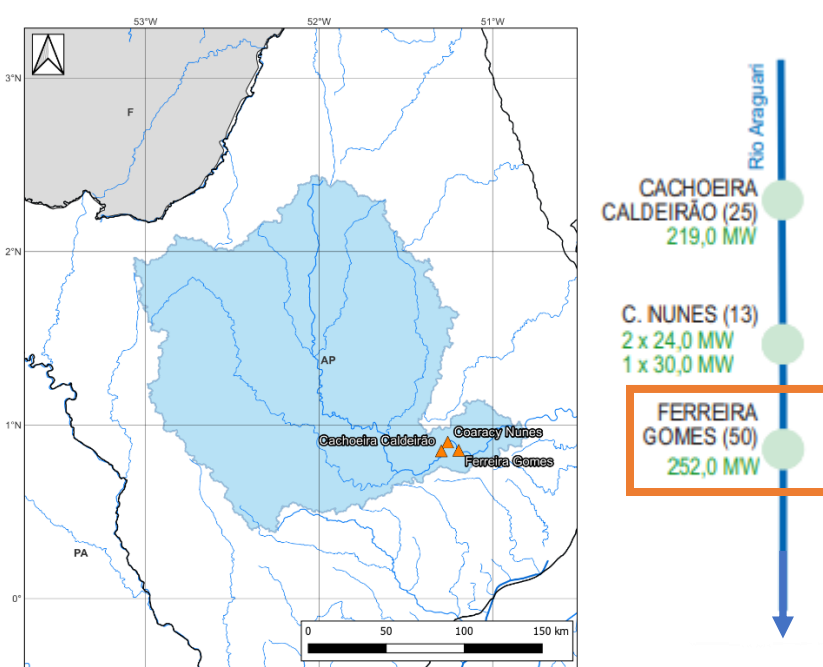 53°W
52°W
51°W
3°N
2°N
1°N
0°
F
AP
PA
Coaracy Nunes
Cachoeira Caldeirão
Ferreira Gomes
0 50 100 150 km
Rio Araguari
CACHOEIRA
CALDEIRÃO (25)
219,0 MW
C. NUNES (13)
2 x 24,0 MW
1 x 30,0 MW
FERREIRA
GOMES (50)
252,0 MW